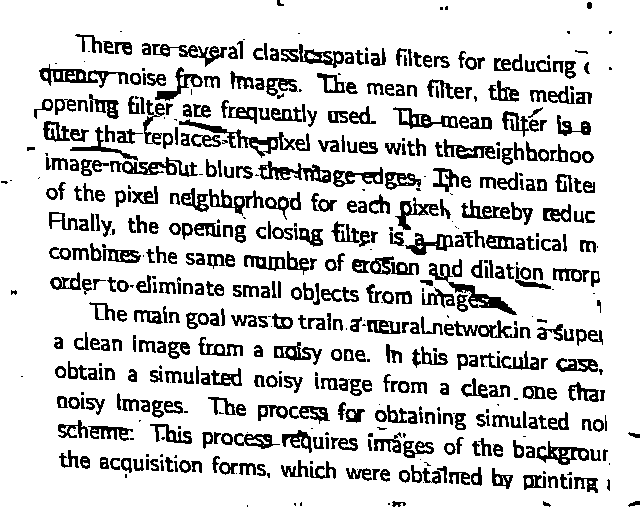 There are several classic spatial filters for reducing
quency noise from images. The mean filter, the median
opening filter are frequently used. The mean filter is a
filter that replaces the pixel values with the neighborhoo
image noise but blurs the image edges. The median filte
of the pixel neighborhood for each pixel, thereby reduc
Finally, the opening closing filter is a mathematical m
combines the same number of erosion and dilation morp
order to eliminate small objects from images.
The main goal was to train a neural network in a super
a clean image from a noisy one. In this particular case,
obtain a simulated noisy image from a clean one than
noisy images. The process for obtaining simulated noi
scheme: This process requires images of the backgroun
the acquisition forms, which were obtained by printing